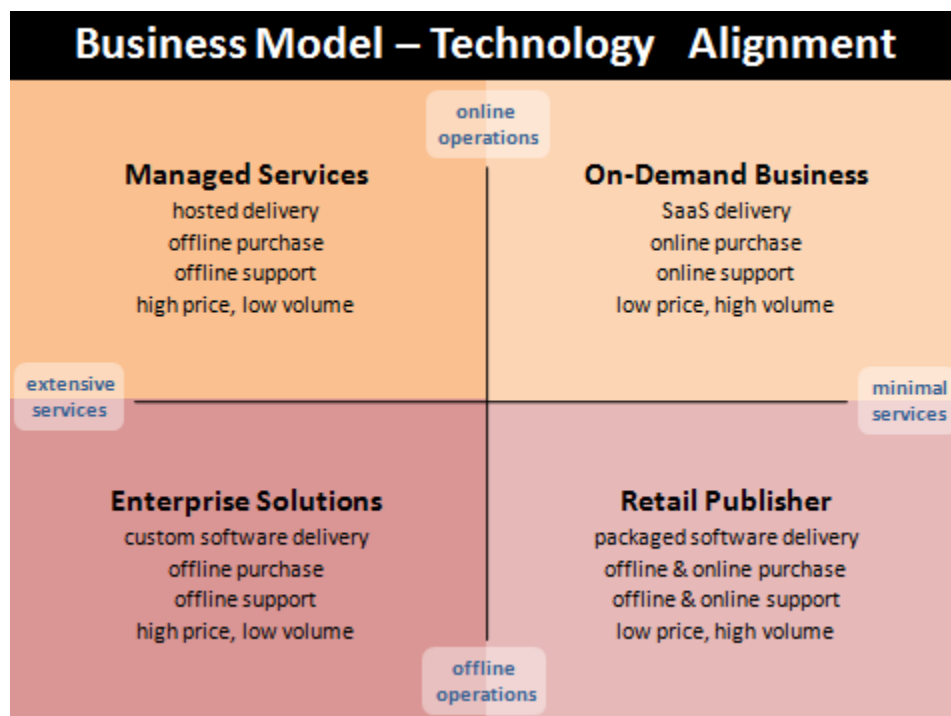 Business Model – Technology Alignment
online
operations
Managed Services
hosted delivery
offline purchase
offline support
high price, low volume
On-Demand Business
SaaS delivery
online purchase
online support
low price, high volume
extensive
services
minimal
services
Enterprise Solutions
custom software delivery
offline purchase
offline support
high price, low volume
Retail Publisher
packaged software delivery
offline & online purchase
offline & online support
low price, high volume
offline
operations